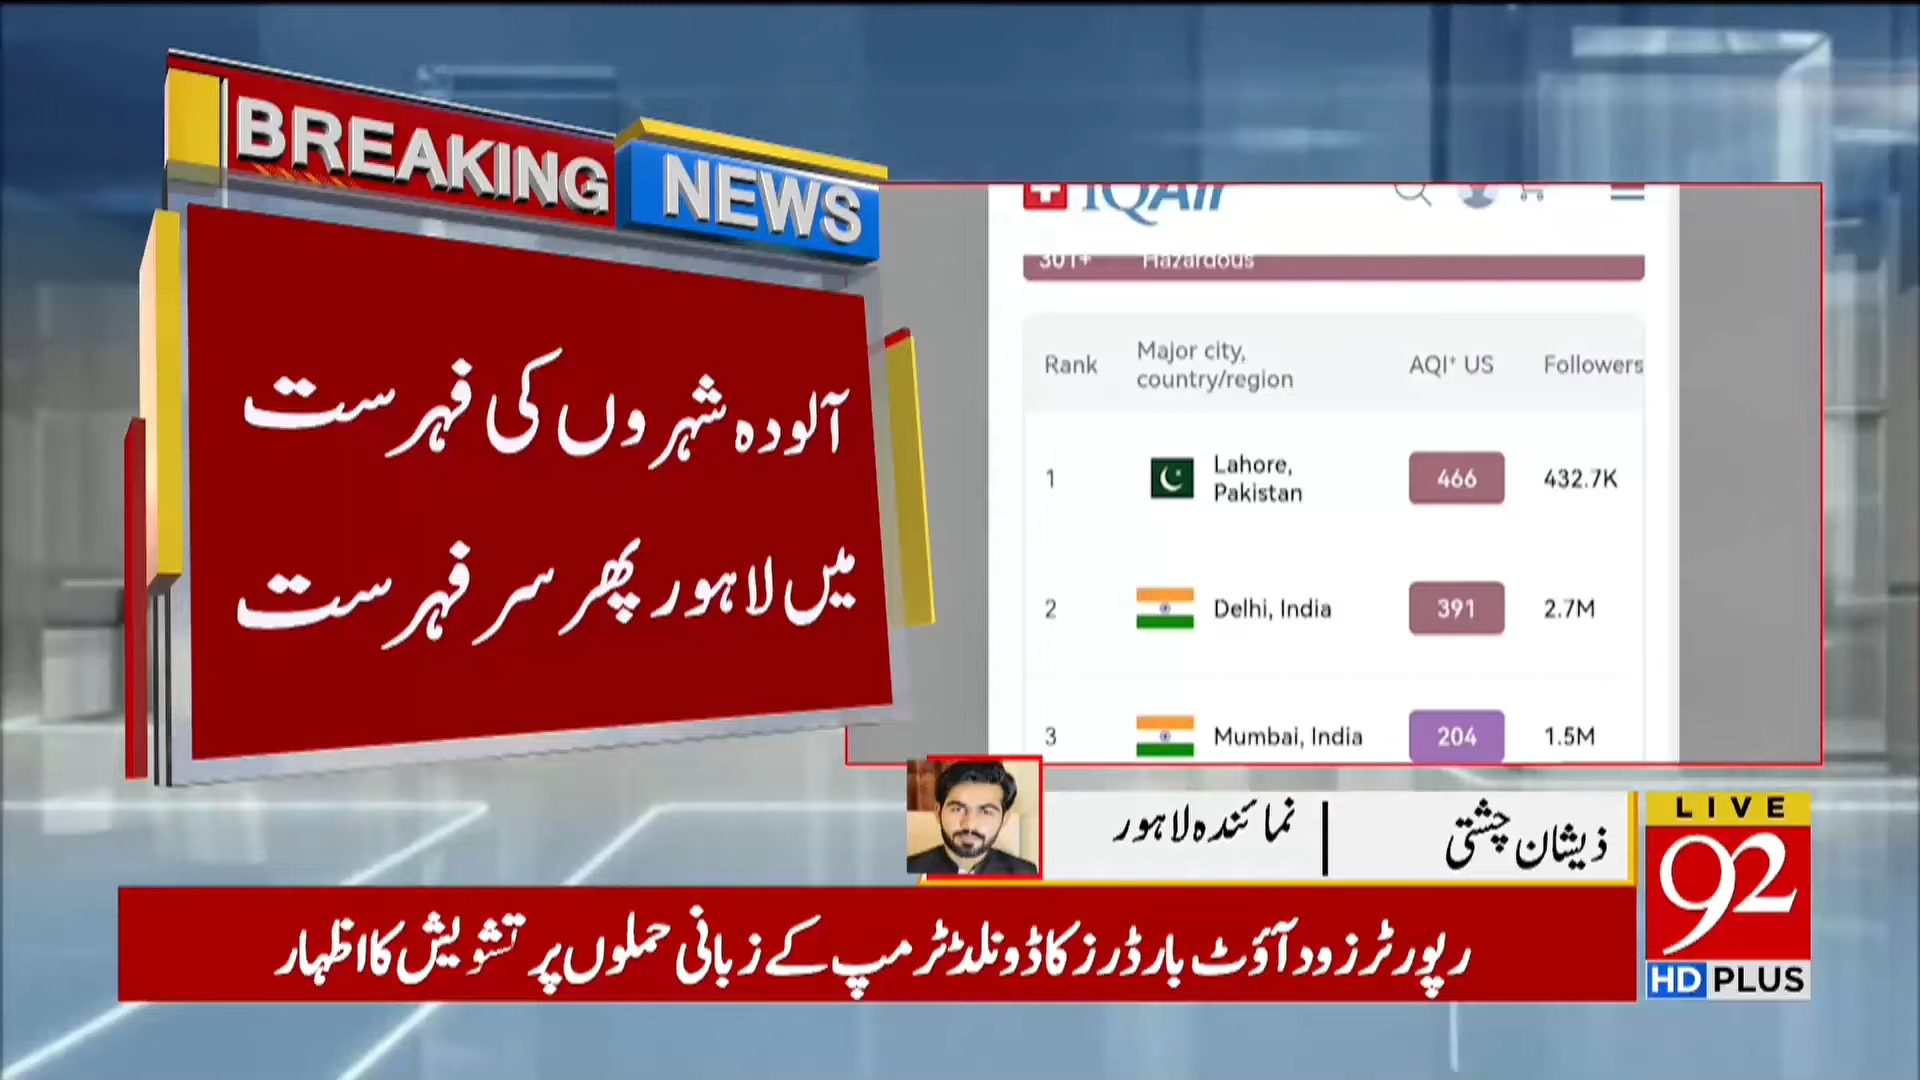 BREAKING NEWS
آلودہ شہروں کی فہرست
میں لاہور پھر سر فہرست
IQAir
301+ Hazardous
Rank Major city, country/region AQI⁺ US Followers
1 Lahore, Pakistan 466 432.7K
2 Delhi, India 391 2.7M
3 Mumbai, India 204 1.5M
ذیشان چشتی | نمائندہ لاہور
LIVE
92
HD PLUS
رپورٹرز ود آؤٹ بارڈرز کا ڈونلڈ ٹرمپ کے زبانی حملوں پر تشویش کا اظہار